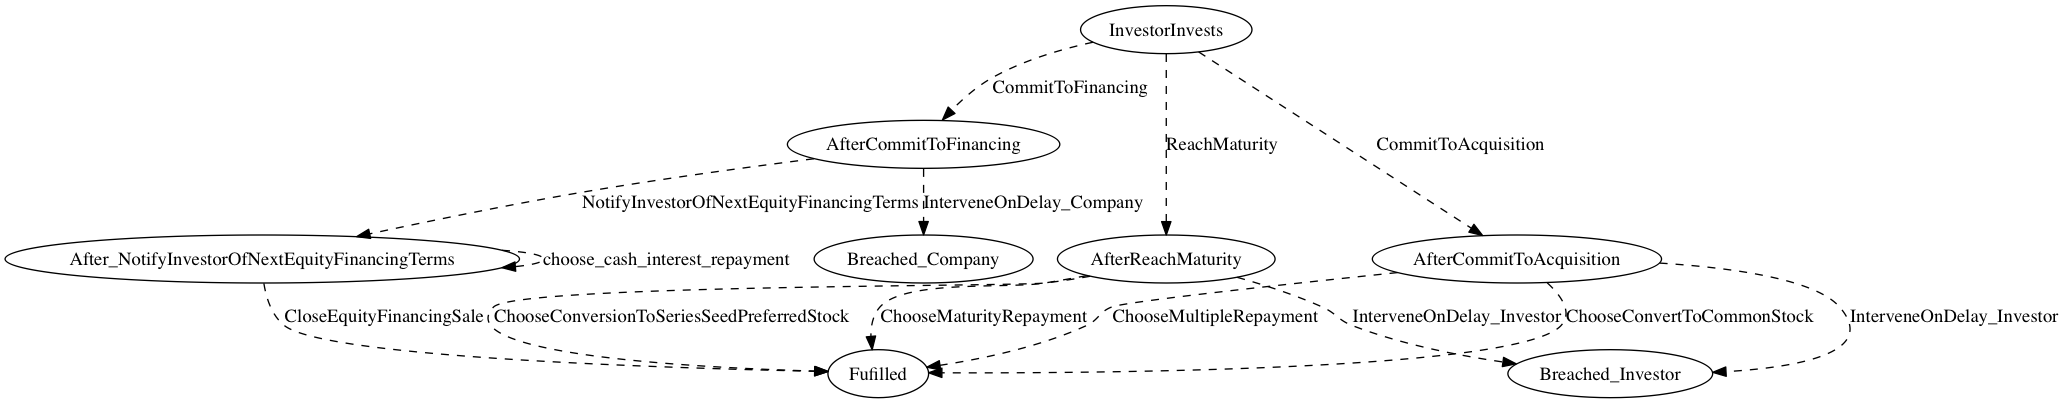 InvestorInvests
CommitToFinancing
AfterCommitToFinancing
ReachMaturity
CommitToAcquisition
NotifyInvestorOfNextEquityFinancingTerms
InterveneOnDelay_Company
After_NotifyInvestorOfNextEquityFinancingTerms
choose_cash_interest_repayment
Breached_Company
AfterReachMaturity
AfterCommitToAcquisition
CloseEquityFinancingSale
ChooseConversionToSeriesSeedPreferredStock
ChooseMaturityRepayment
ChooseMultipleRepayment
InterveneOnDelay_Investor
ChooseConvertToCommonStock
InterveneOnDelay_Investor
Fufilled
Breached_Investor